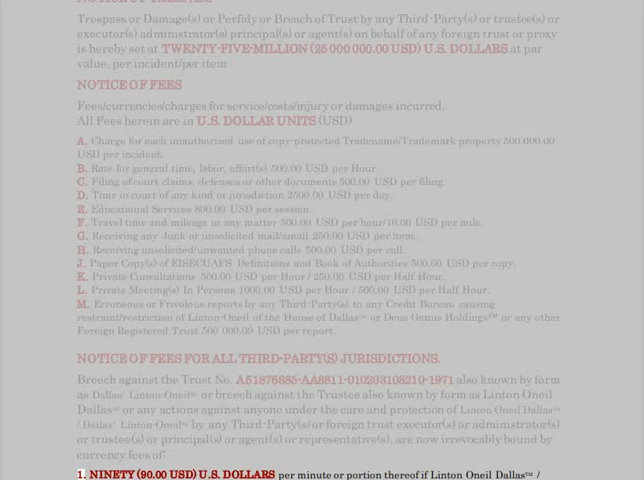 Trespass or Damage(s) or Perfidy or Breach of Trust by any Third-Party(s) or trustee(s) or
executor(s) administrator(s) principal(s) or agent(s) on behalf of any foreign trust or proxy
is hereby set at TWENTY-FIVE-MILLION (25 000 000.00 USD) U.S. DOLLARS at par
value, per incident/per item.
NOTICE OF FEES
Fees/currencies/charges for service/costs/injury or damages incurred.
All Fees herein are in U.S. DOLLAR UNITS (USD)
A. Charge for each unauthorized use of copy-protected Tradename/Trademark property 500.000.00
USD per incident.
B. Rate for general time, labor, effort(s) 500.00 USD per Hour.
C. Filing of court claims, defenses or other documents 500.00 USD per filing.
D. Time in court of any kind or jurisdiction 2500.00 USD per day.
E. Educational Services 800.00 USD per session.
F. Travel time and mileage in any matter 500.00 USD per hour/10.00 USD per mile.
G. Receiving any Junk or unsolicited mail/email 250.00 USD per item.
H. Receiving unsolicited/unwanted phone calls 500.00 USD per call.
J. Paper Copy(s) of EISECUAFS Definitions and Book of Authorities 500.00 USD per copy.
K. Private Consultations 500.00 USD per Hour / 250.00 USD per Half Hour.
L. Private Meeting(s) In Persona 1000.00 USD per Hour / 500.00 USD per Half Hour.
M. Erroneous or Frivolous reports by any Third-Party(s) to any Credit Bureau causing
restraint/restriction of Linton-Oneil of the House of Dallas™ or Deus Genus Holdings™ or any other
Foreign Registered Trust 500 000.00 USD per report.
NOTICE OF FEES FOR ALL THIRD-PARTY(S) JURISDICTIONS.
Breech against the Trust No. A51876685-AA8811-010203108210-1971 also known by form
as Dallas' Linton-Oneil™ or breech against the Trustee also known by form as Linton Oneil
Dallas™ or any actions against anyone under the care and protection of Linton Oneil Dallas™
/ Dallas' Linton-Oneil™ by any Third-Party(s) or foreign trust executor(s) or administrator(s)
or trustee(s) or principal(s) or agent(s) or representative(s), are now irrevocably bound by
currency fees of:
1. NINETY (90.00 USD) U.S. DOLLARS per minute or portion thereof if Linton Oneil Dallas™ /